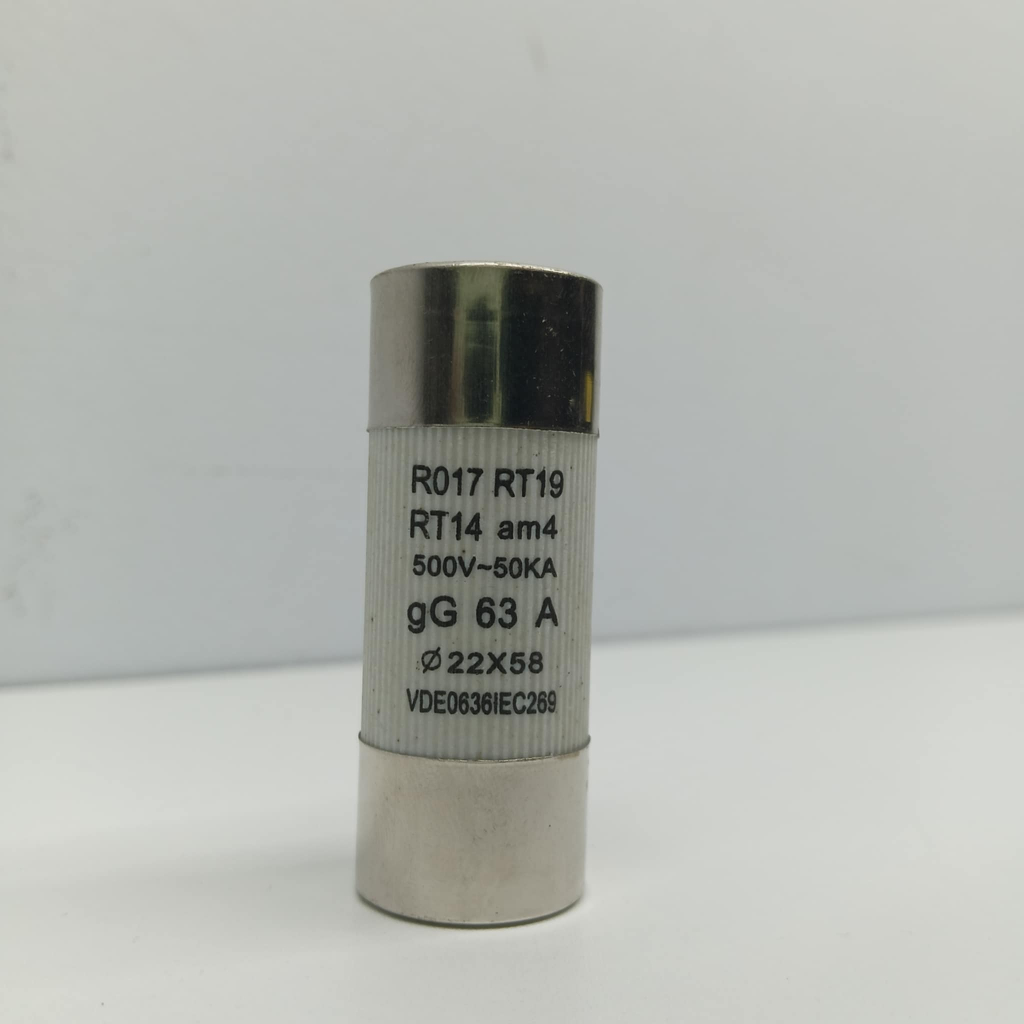 R017 RT19
RT14 am4
500V~50KA
gG 63 A
Ø22X58
VDE0636IEC269